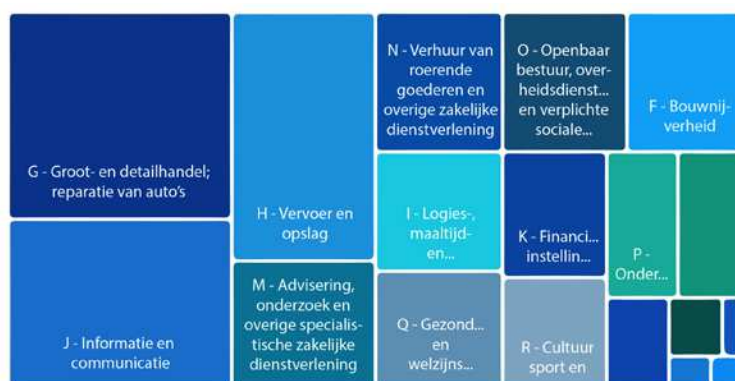 G - Groot- en detailhandel;
reparatie van auto's
J - Informatie en
communicatie
H - Vervoer en
opslag
M - Advisering,
onderzoek en
overige specialis-
tische zakelijke
dienstverlening
N - Verhuur van
roerende
goederen en
overige zakelijke
dienstverlening
O - Openbaar
bestuur, over-
heidsdienst...
en verplichte
sociale...
F - Bouwnij-
verheid
I - Logies-,
maaltijd-
en...
K - Financi...
instellin...
P -
Onder...
Q - Gezond...
en
welzijns...
R - Cultuur
sport en